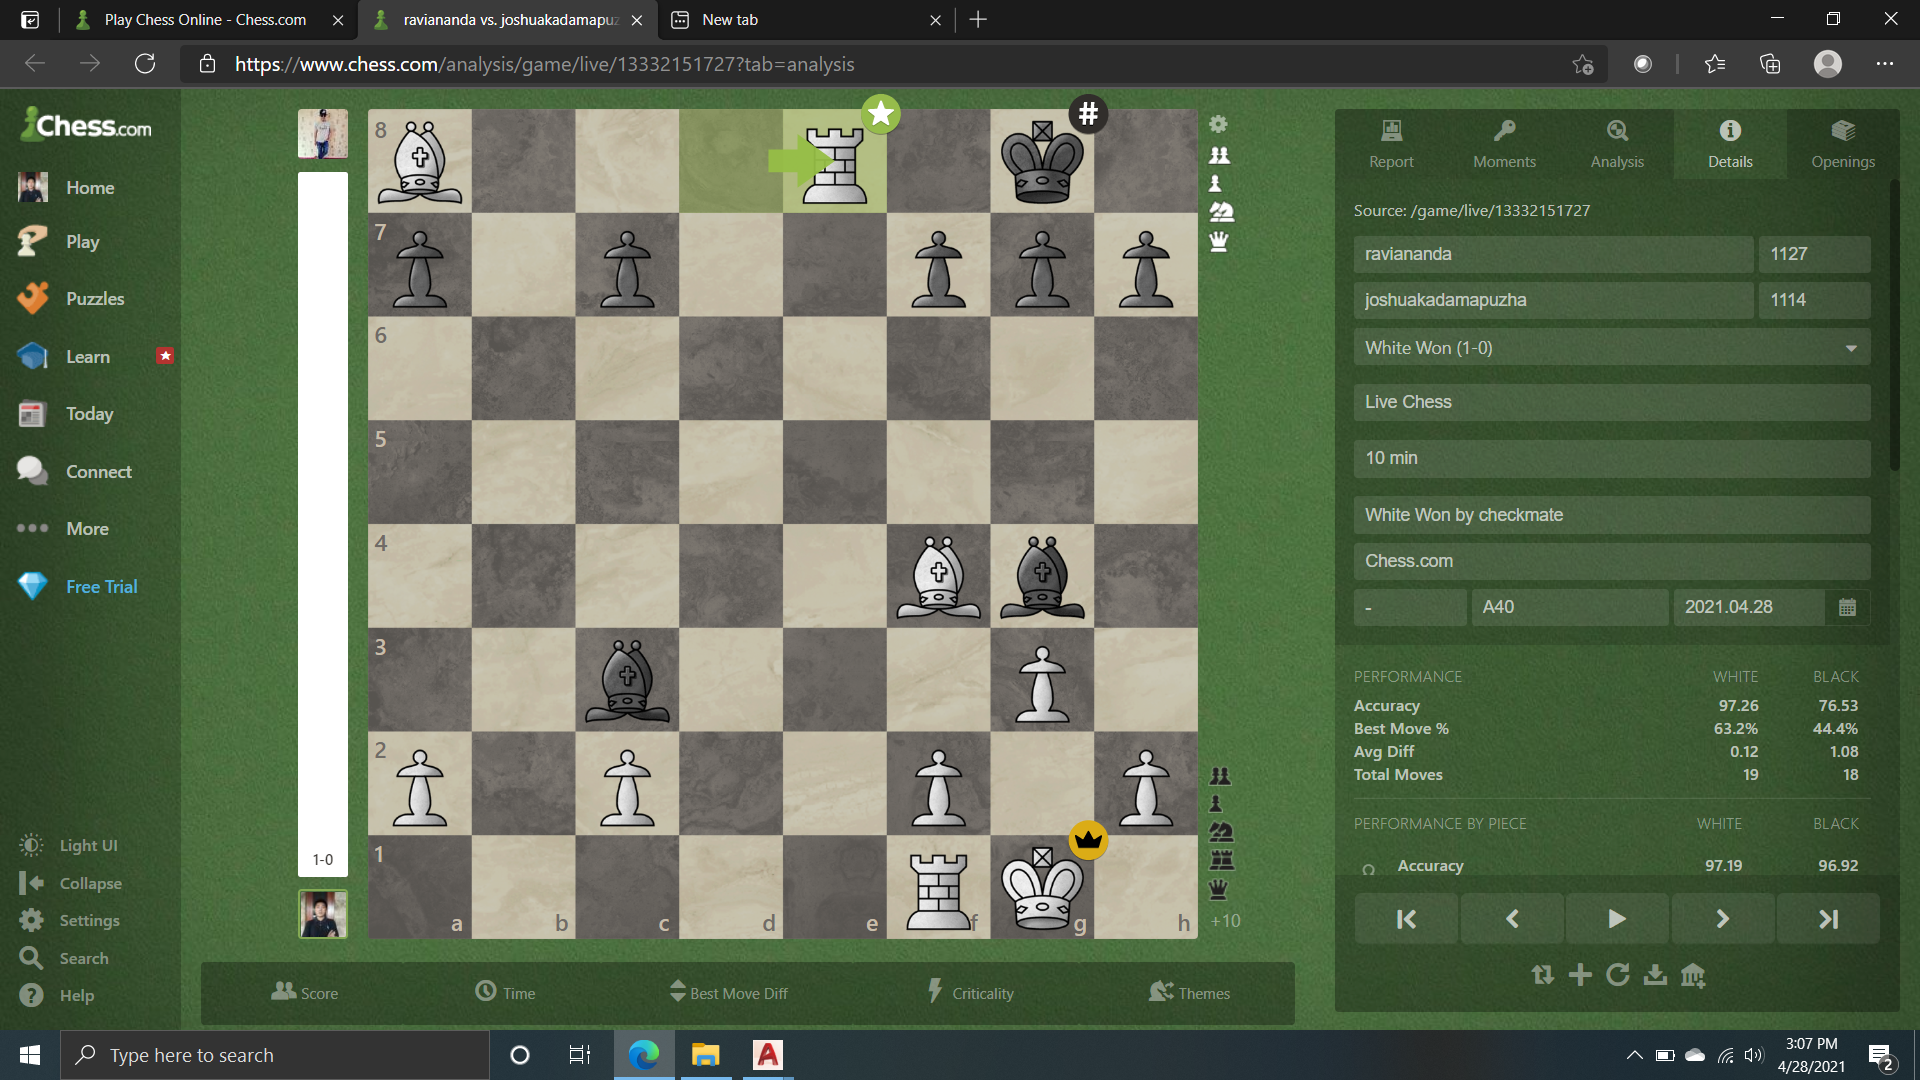 Play Chess Online - Chess.com
raviananda vs. joshuakadamapuz
New tab
https://www.chess.com/analysis/game/live/13332151727?tab=analysis
Chess.com
Home
Play
Puzzles
Learn
Today
Connect
More
Free Trial
Light UI
Collapse
Settings
Search
Help
1-0
#
8
7
6
5
4
3
2
1
a b c d e f g h
+10
Score
Time
Best Move Diff
Criticality
Themes
Report
Moments
Analysis
Details
Openings
Source: /game/live/13332151727
raviananda 1127
joshuakadamapuzha 1114
White Won (1-0)
Live Chess
10 min
White Won by checkmate
Chess.com
- A40 2021.04.28
PERFORMANCE WHITE BLACK
Accuracy 97.26 76.53
Best Move % 63.2% 44.4%
Avg Diff 0.12 1.08
Total Moves 19 18
PERFORMANCE BY PIECE WHITE BLACK
Accuracy 97.19 96.92
Type here to search
A
3:07 PM
4/28/2021
2